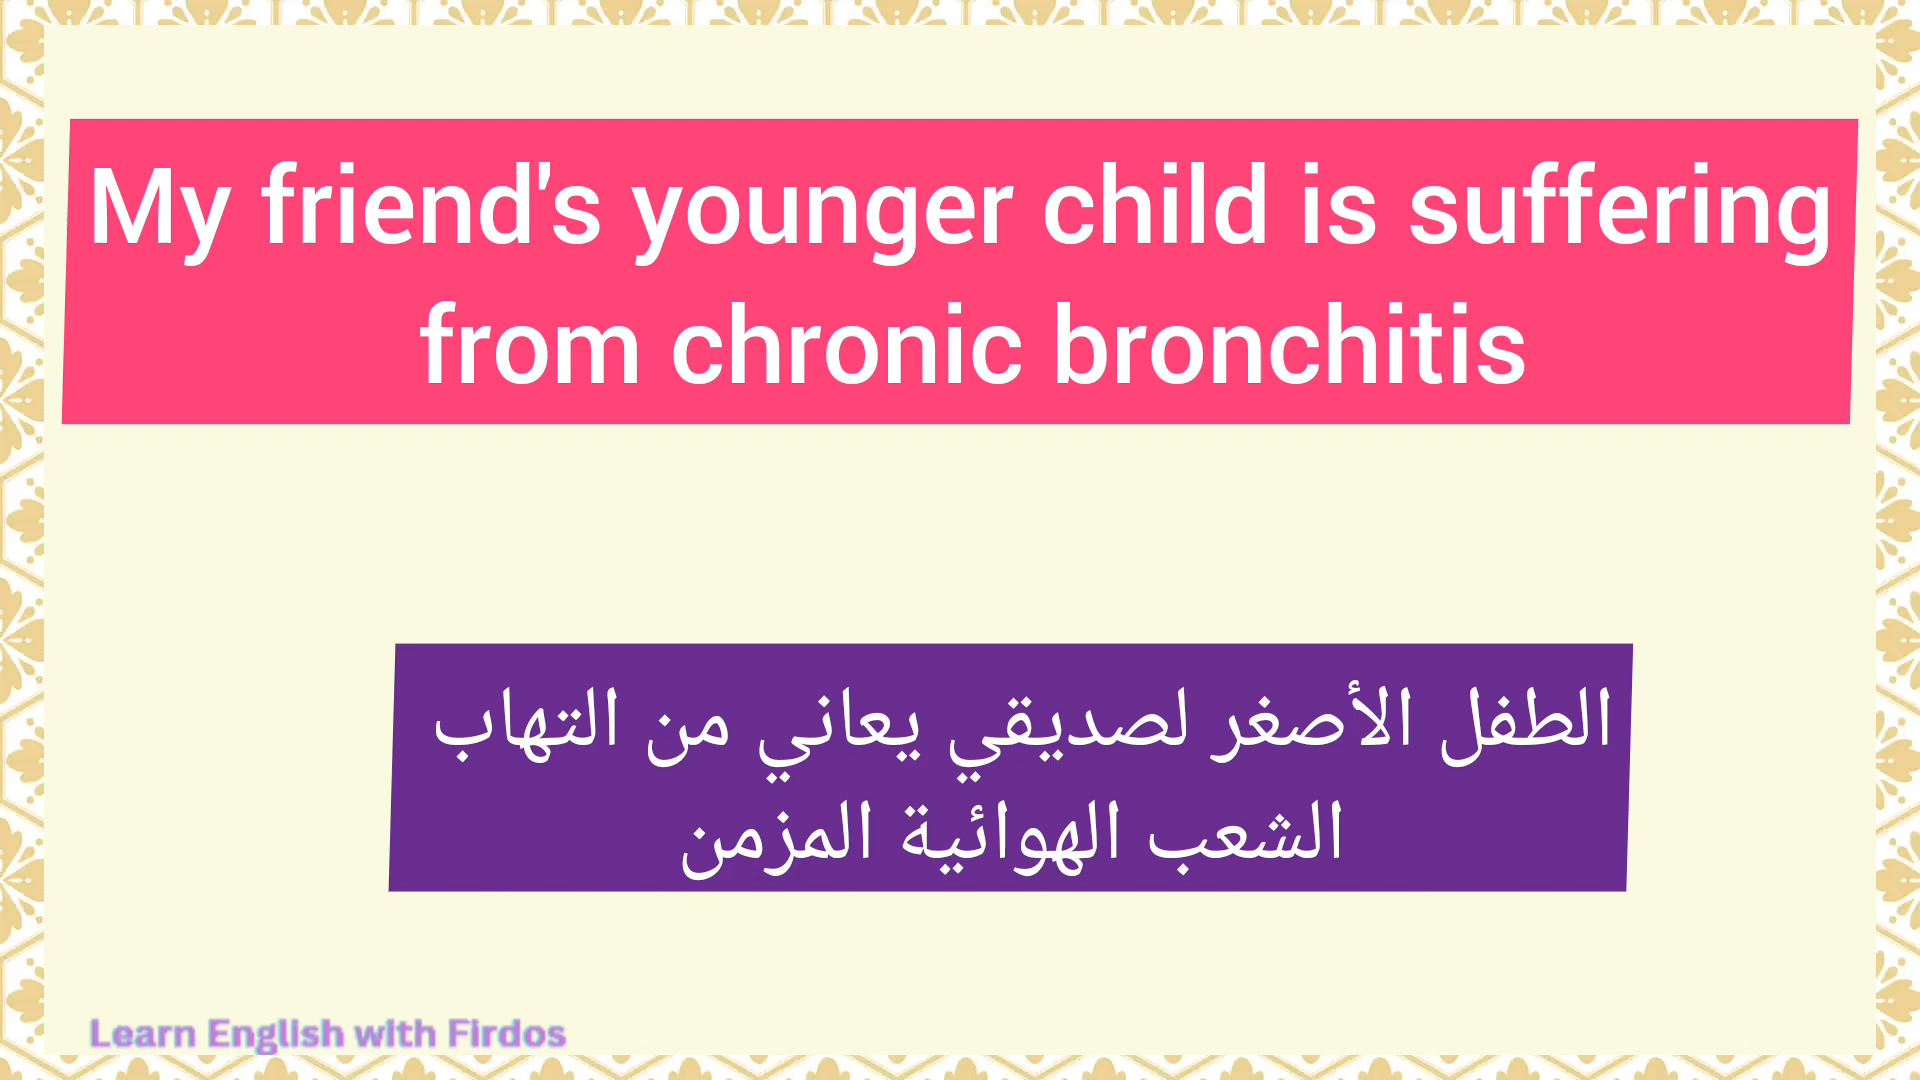 My friend's younger child is suffering
from chronic bronchitis
الطفل الأصغر لصديقي يعاني من التهاب
الشعب الهوائية المزمن
Learn English with Firdos